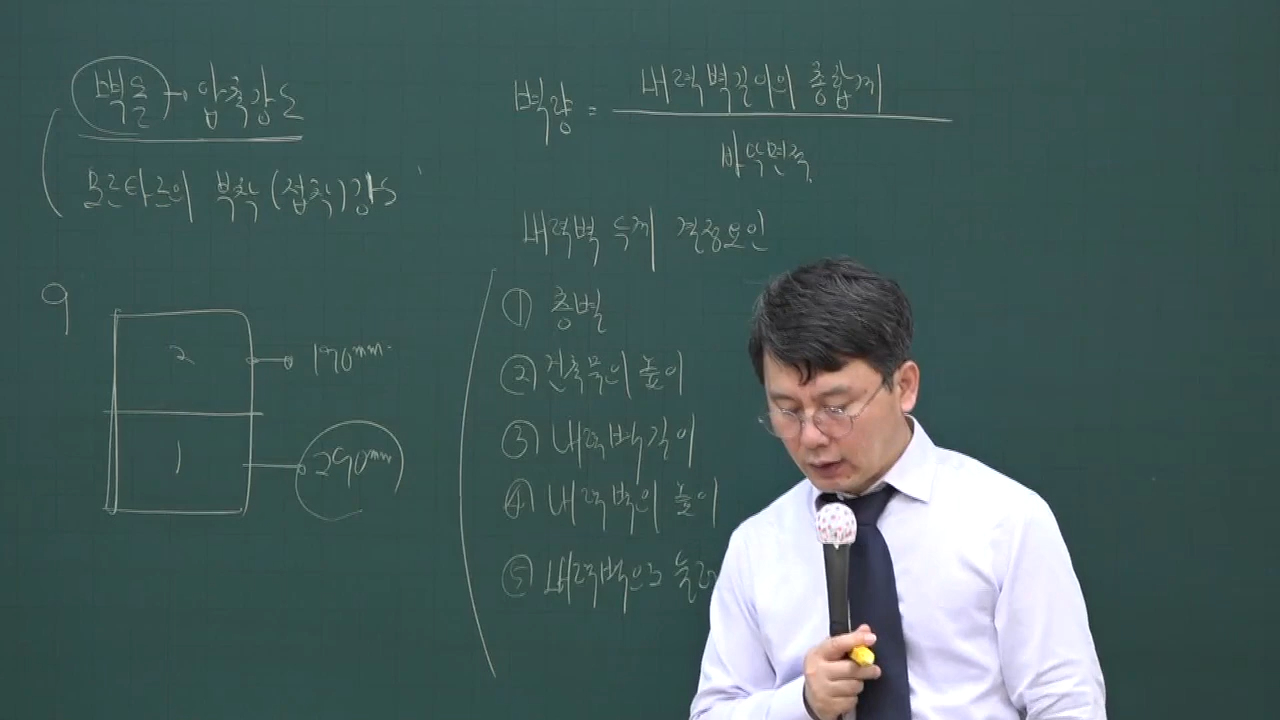 벽돌 → 압축강도
모르타르의 부착(접착)강도
9
2
190mm
1
290mm
벽량 = 내력벽길이의 총합계
바닥면적
내력벽 두께 결정요인
① 층별
② 건축물의 높이
③ 내력벽길이
④ 내력벽의 높이
⑤ 내력벽으로